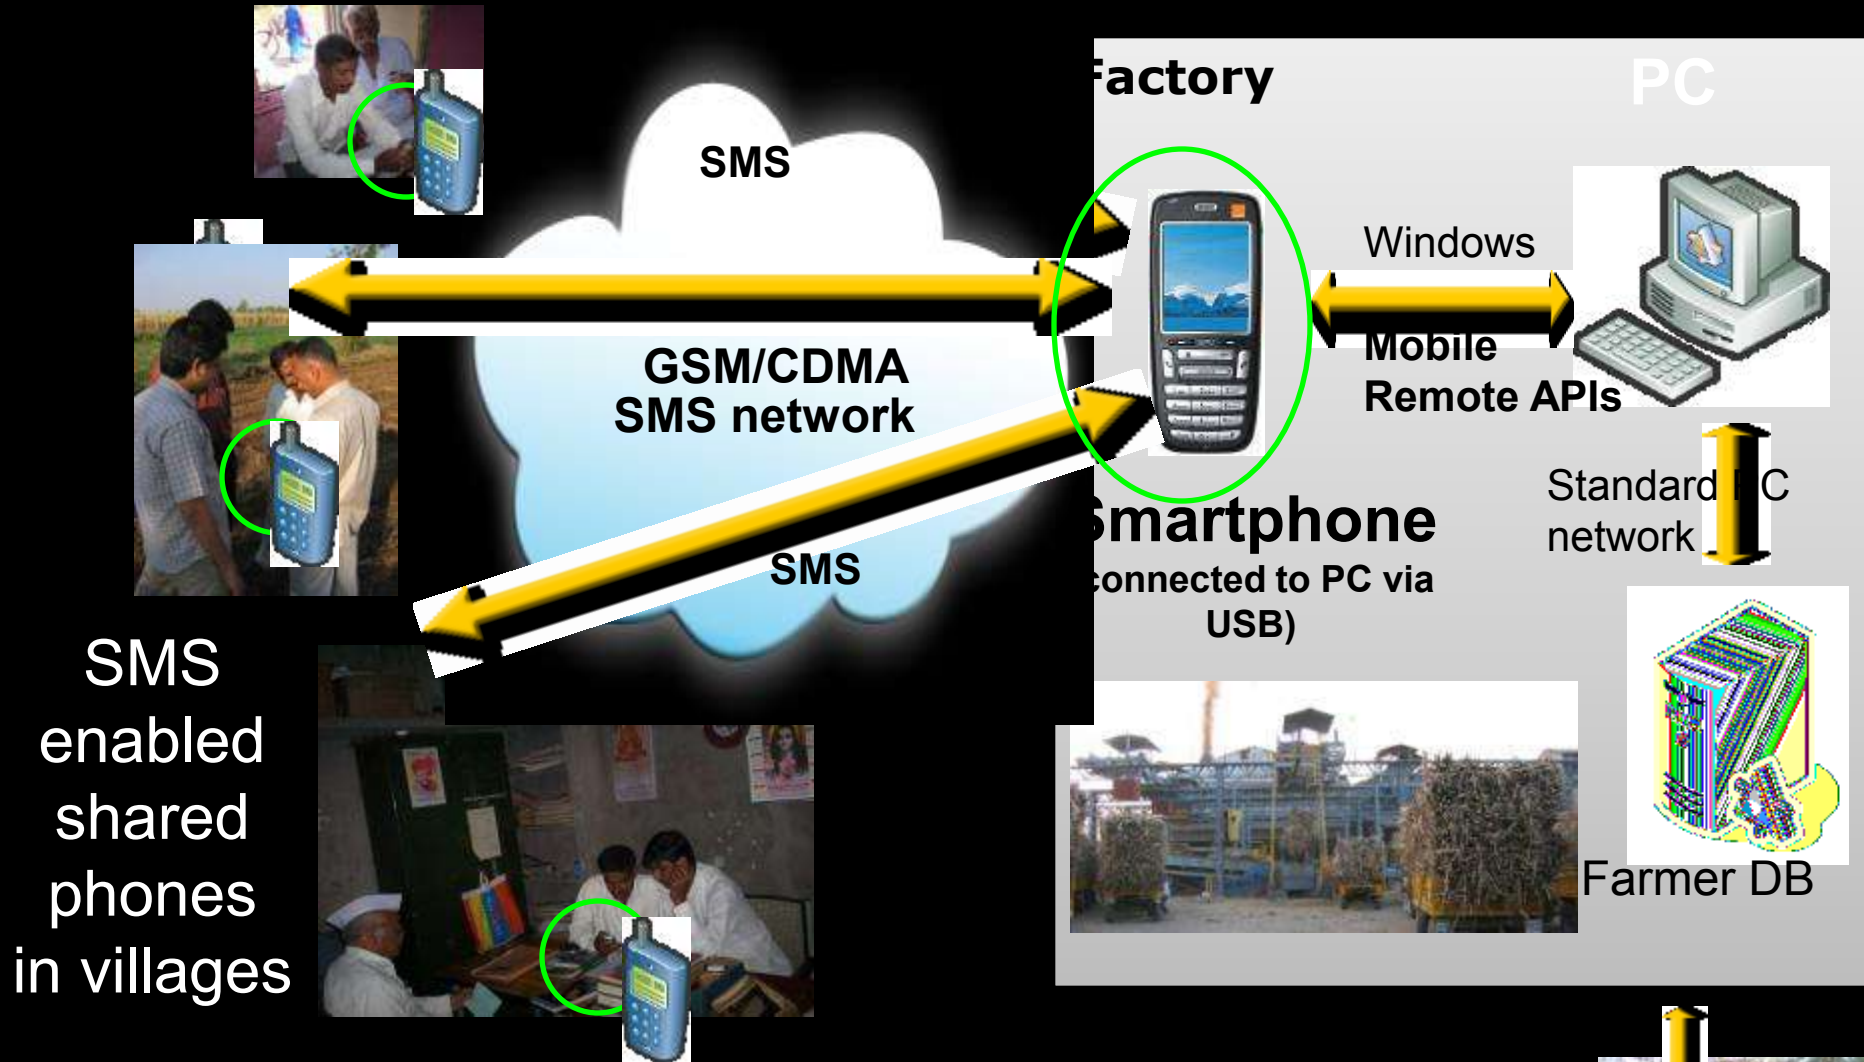 Factory
PC
SMS
Windows
GSM/CDMA
SMS network
Mobile
Remote APIs
Standard PC
network
Smartphone
connected to PC via
USB)
SMS
SMS
enabled
shared
phones
in villages
Farmer DB